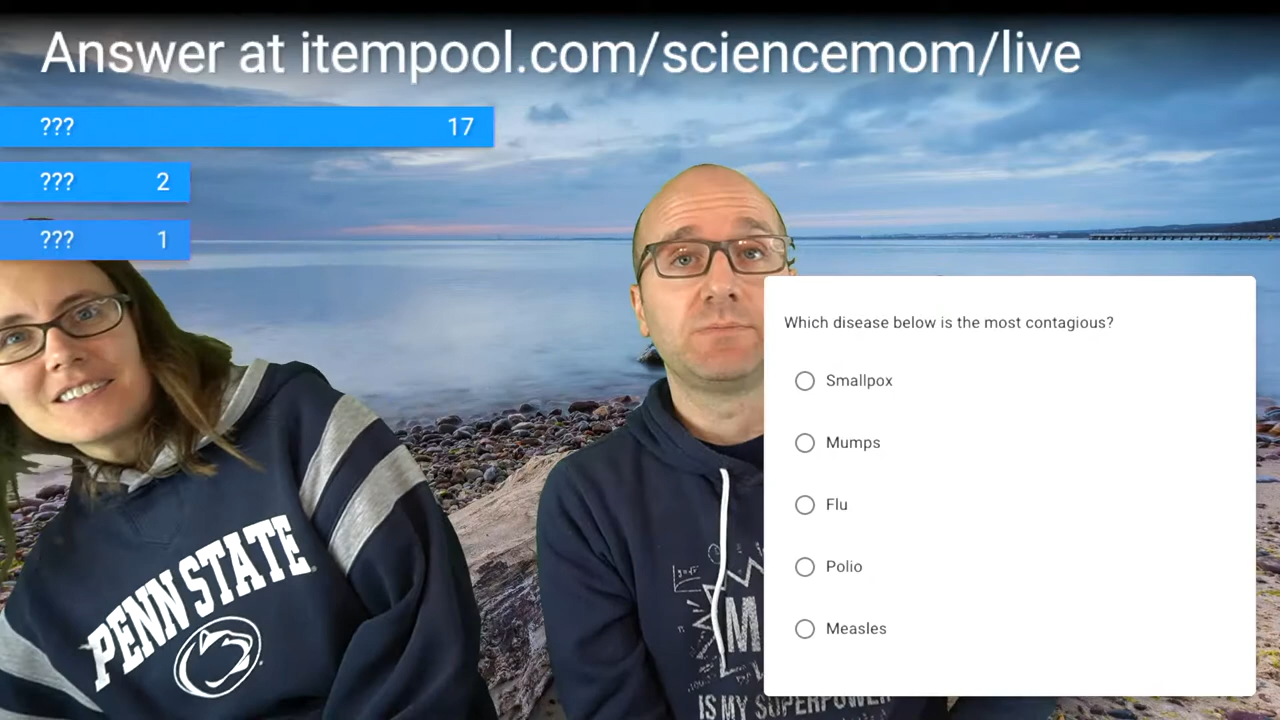 Answer at itempool.com/sciencemom/live
??? 17
??? 2
??? 1
Which disease below is the most contagious?
Smallpox
Mumps
Flu
Polio
Measles
PENN STATE
M
IS MY SUPERPOWER